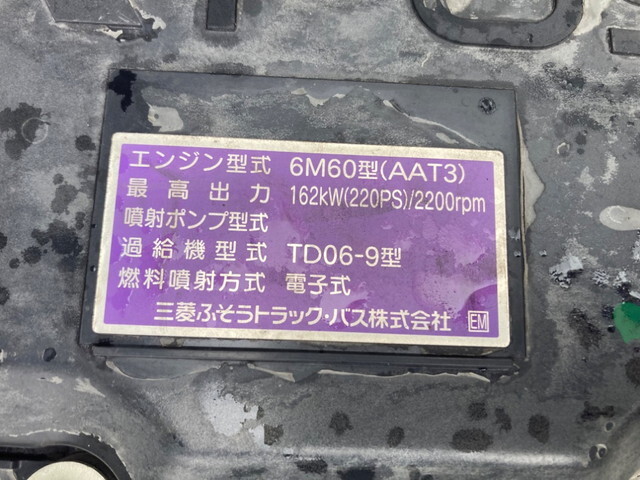 エンジン型式 6M60型(AAT3)
最高出力 162kW(220PS)/2200rpm
噴射ポンプ型式
過給機型式 TD06-9型
燃料噴射方式 電子式
三菱ふそうトラック・バス株式会社 EM